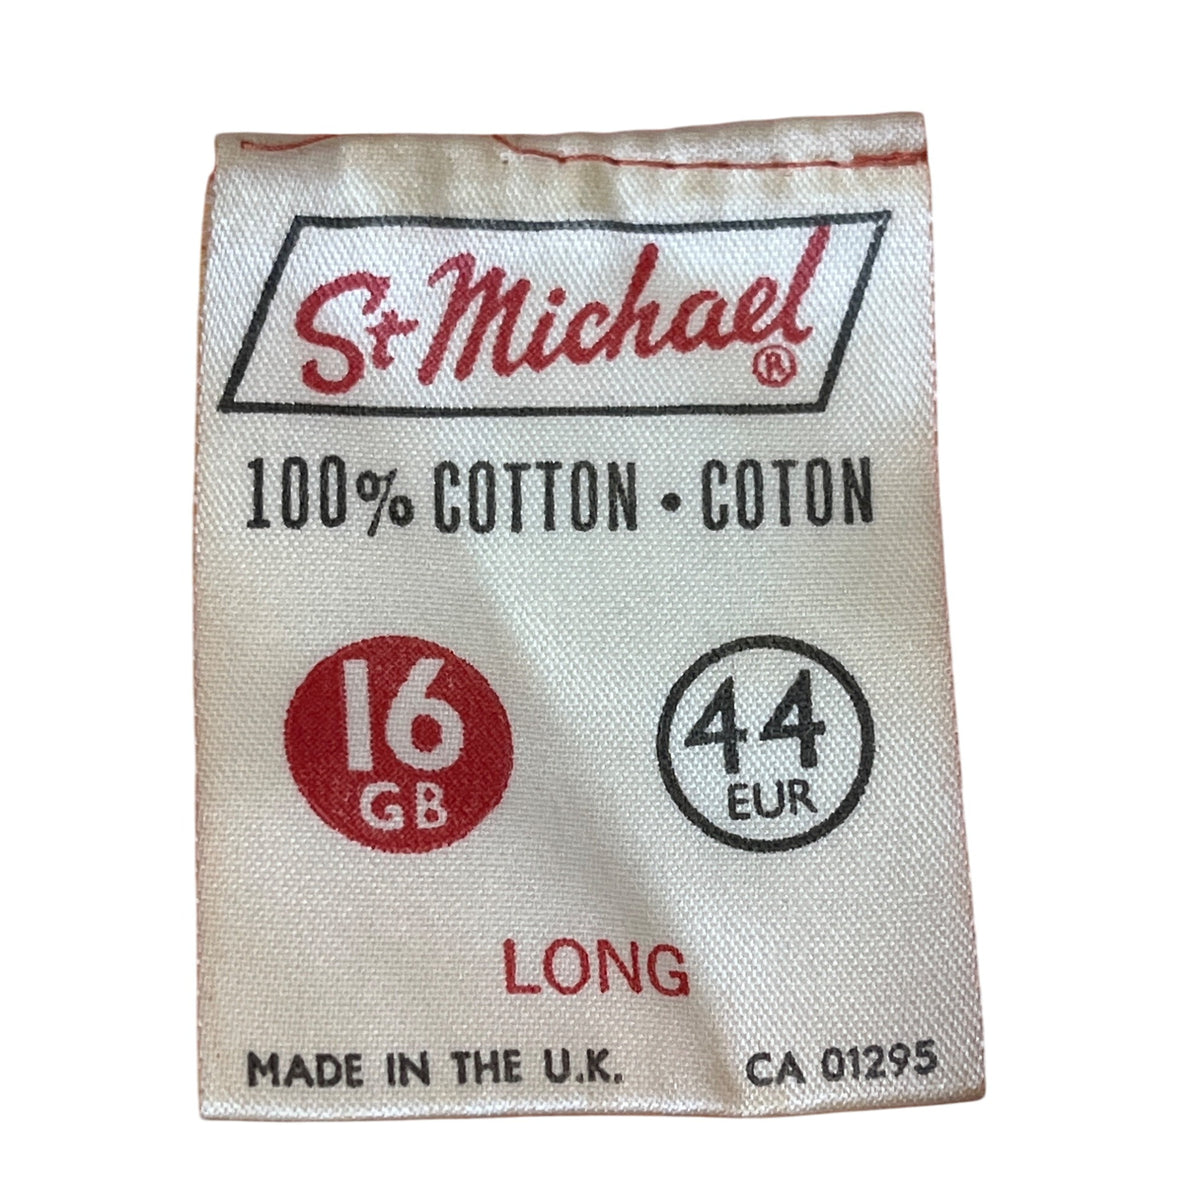 St Michael ®
100% COTTON • COTON
16 44
GB EUR
LONG
MADE IN THE U.K. CA 01295